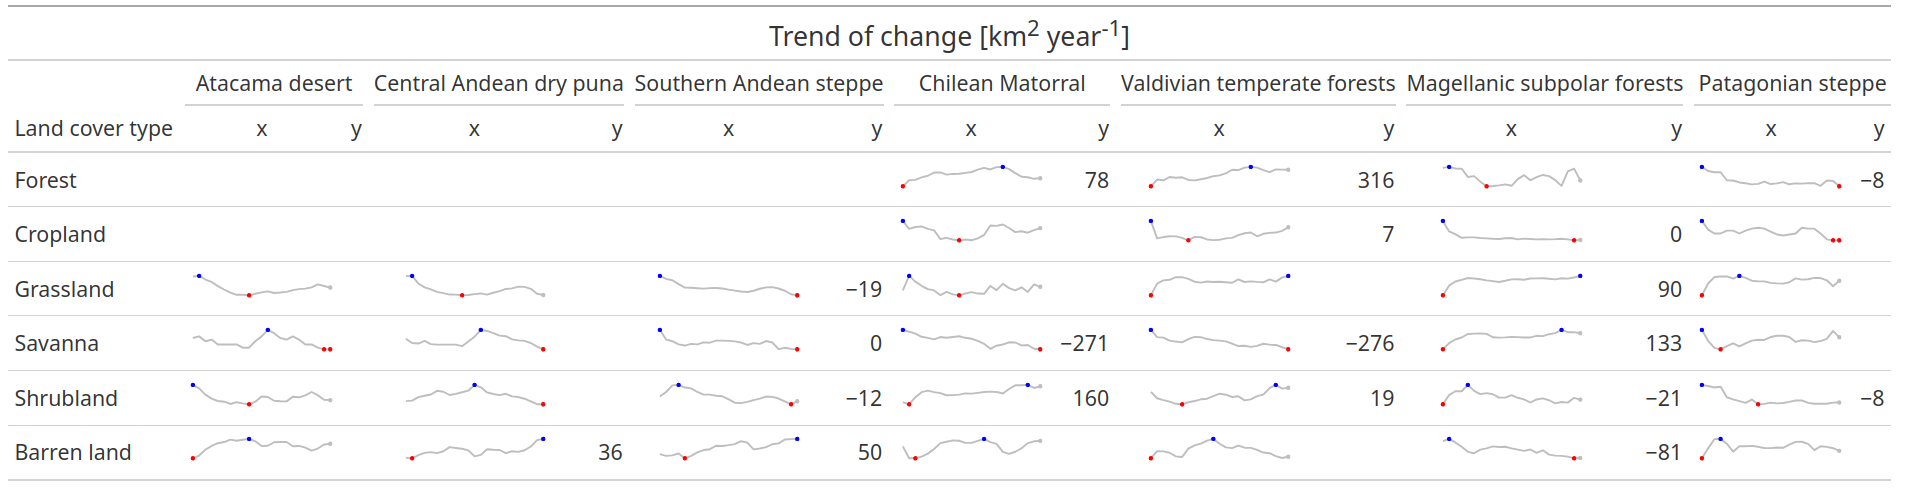 Trend of change [km² year⁻¹]
Atacama desert Central Andean dry puna Southern Andean steppe Chilean Matorral Valdivian temperate forests Magellanic subpolar forests Patagonian steppe
Land cover type x y x y x y x y x y x y x y
Forest 78 316 −8
Cropland 7 0
Grassland −19 90
Savanna 0 −271 −276 133
Shrubland −12 160 19 −21 −8
Barren land 36 50 −81